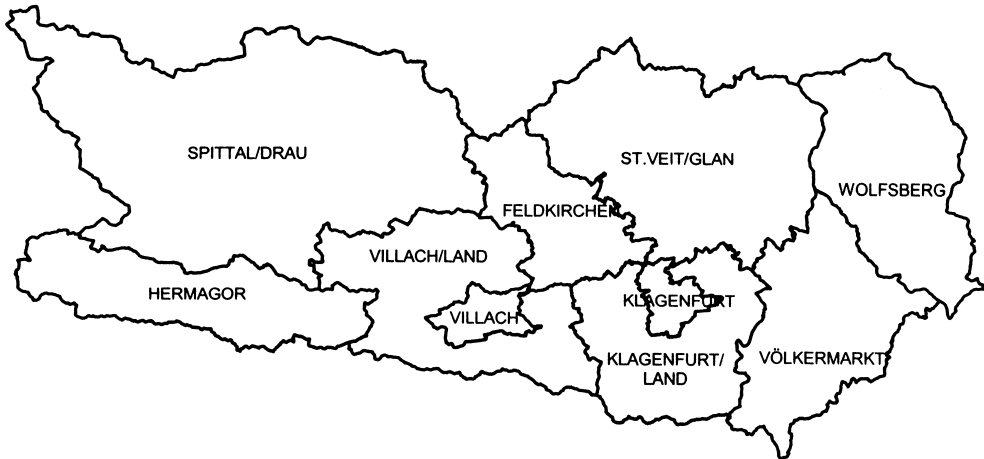 SPITTAL/DRAU
ST.VEIT/GLAN
WOLFSBERG
FELDKIRCHEN
VILLACH/LAND
HERMAGOR
KLAGENFURT
VILLACH
KLAGENFURT/
LAND
VÖLKERMARKT